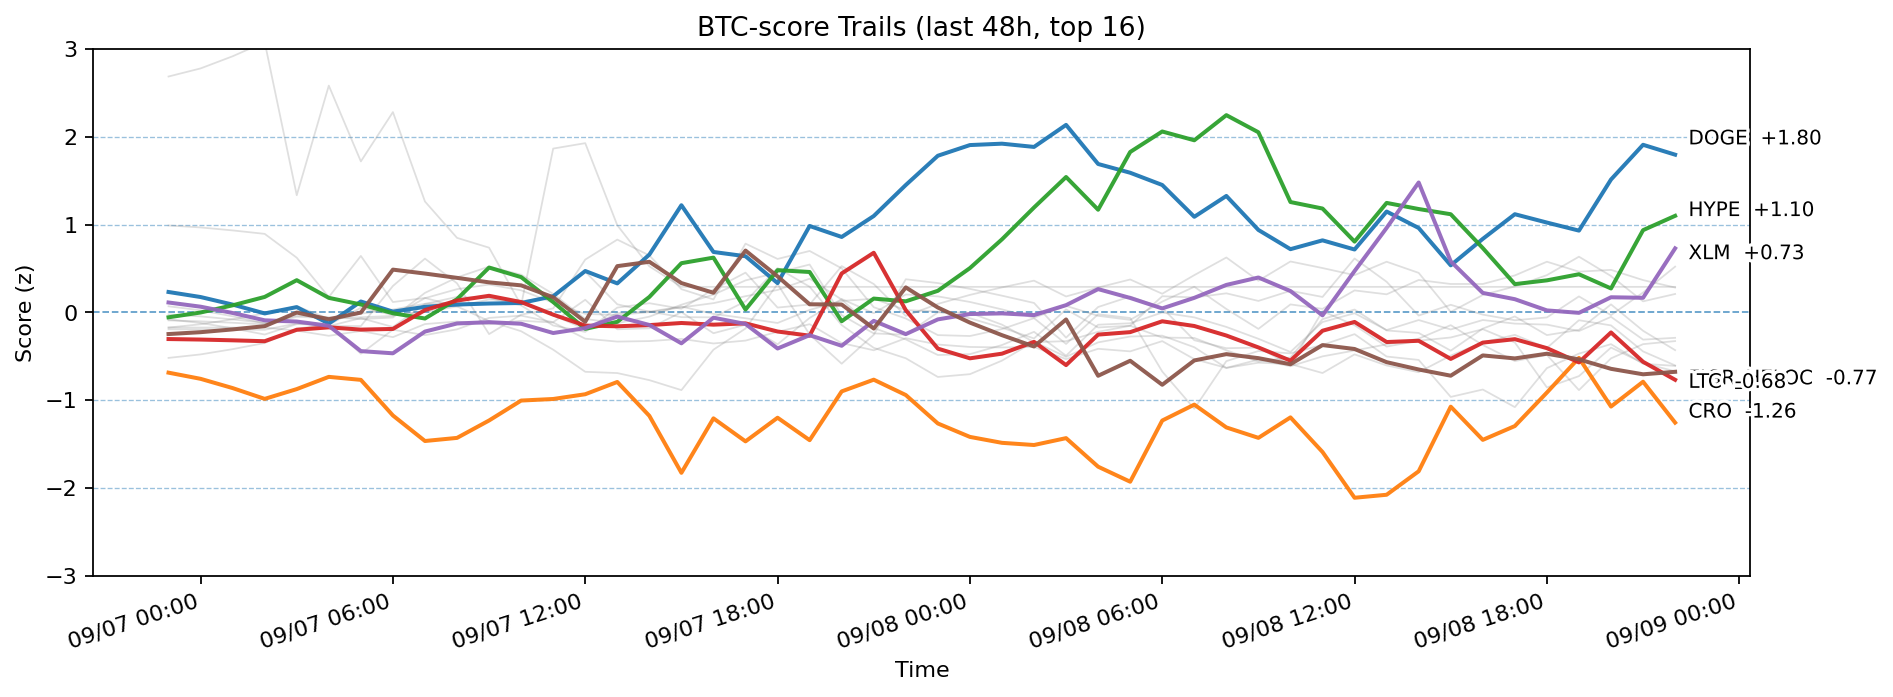 BTC-score Trails (last 48h, top 16)
Score (z)
3
2
1
0
−1
−2
−3
DOGE +1.80
HYPE +1.10
XLM +0.73
-0.77
LTC -0.68
CRO -1.26
09/07 00:00
09/07 06:00
09/07 12:00
09/07 18:00
09/08 00:00
09/08 06:00
09/08 12:00
09/08 18:00
09/09 00:00
Time